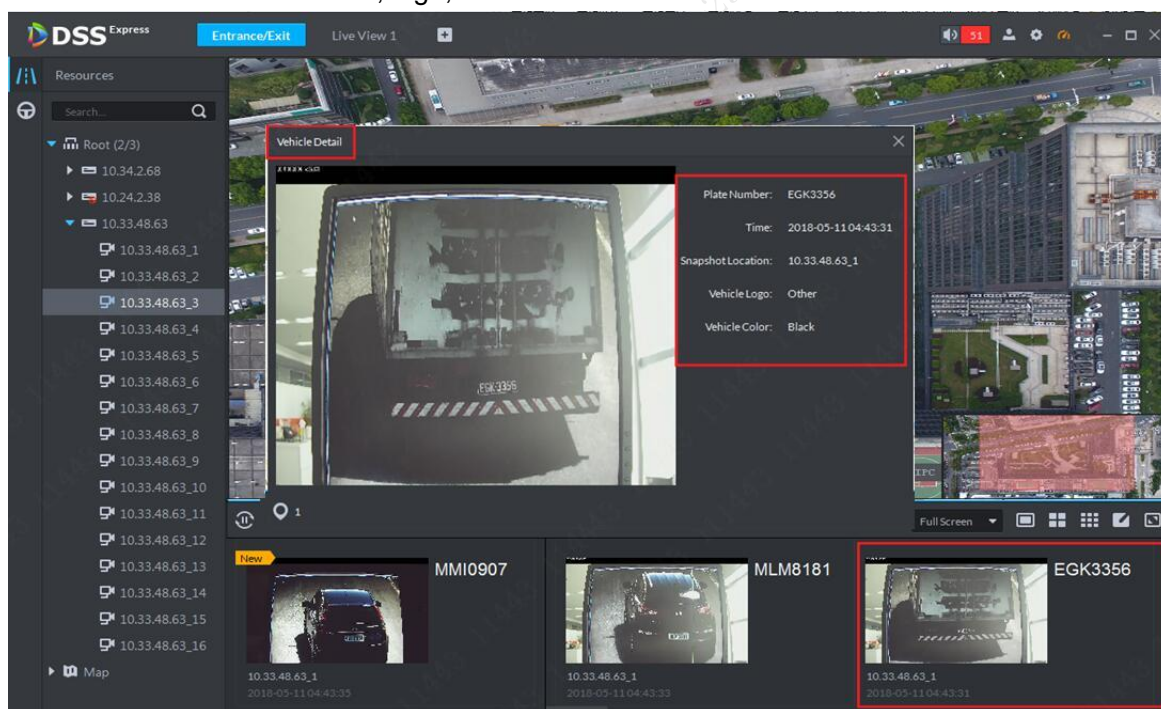 DSS Express
Entrance/Exit
Live View 1
51
Resources
Search...
Root (2/3)
10.34.2.68
10.24.2.38
10.33.48.63
10.33.48.63_1
10.33.48.63_2
10.33.48.63_3
10.33.48.63_4
10.33.48.63_5
10.33.48.63_6
10.33.48.63_7
10.33.48.63_8
10.33.48.63_9
10.33.48.63_10
10.33.48.63_11
10.33.48.63_12
10.33.48.63_13
10.33.48.63_14
10.33.48.63_15
10.33.48.63_16
Map
Vehicle Detail
Plate Number: EGK3356
Time: 2018-05-11 04:43:31
Snapshot Location: 10.33.48.63_1
Vehicle Logo: Other
Vehicle Color: Black
EGK-3356
IPC
1
Full Screen
New
MMI0907
10.33.48.63_1
2018-05-11 04:43:35
MLM8181
10.33.48.63_1
2018-05-11 04:43:33
EGK3356
10.33.48.63_1
2018-05-11 04:43:31